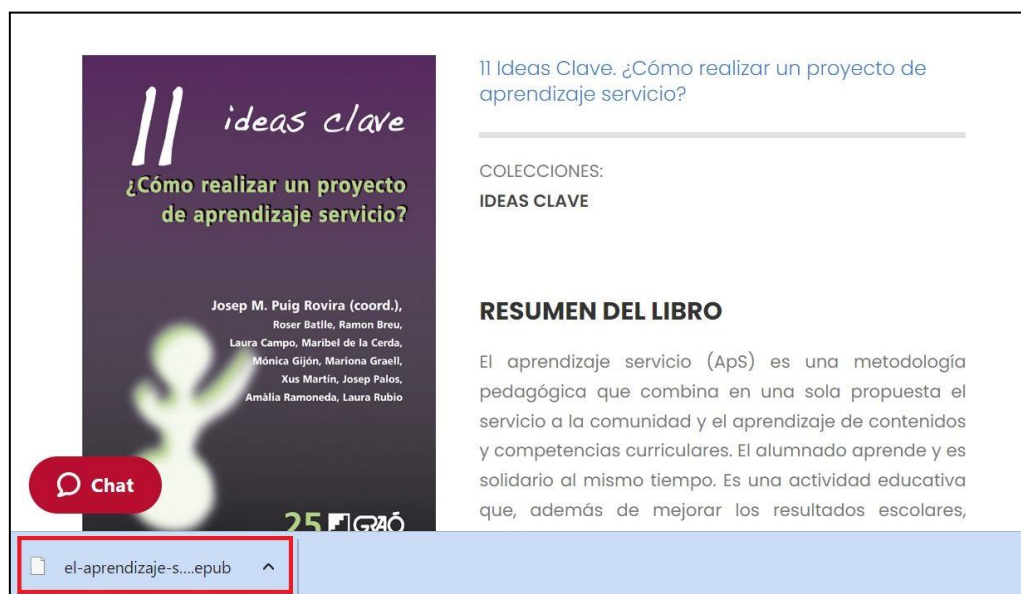 11 ideas clave
¿Cómo realizar un proyecto
de aprendizaje servicio?
Josep M. Puig Rovira (coord.),
Roser Batlle, Ramon Breu,
Laura Campo, Maribel de la Cerda,
Mónica Gijón, Mariona Graell,
Xus Martín, Josep Palos,
Amàlia Ramoneda, Laura Rubio
25 GRAÓ
Chat
11 Ideas Clave. ¿Cómo realizar un proyecto de
aprendizaje servicio?
COLECCIONES:
IDEAS CLAVE
RESUMEN DEL LIBRO
El aprendizaje servicio (ApS) es una metodología
pedagógica que combina en una sola propuesta el
servicio a la comunidad y el aprendizaje de contenidos
y competencias curriculares. El alumnado aprende y es
solidario al mismo tiempo. Es una actividad educativa
que, además de mejorar los resultados escolares,
el-aprendizaje-s....epub